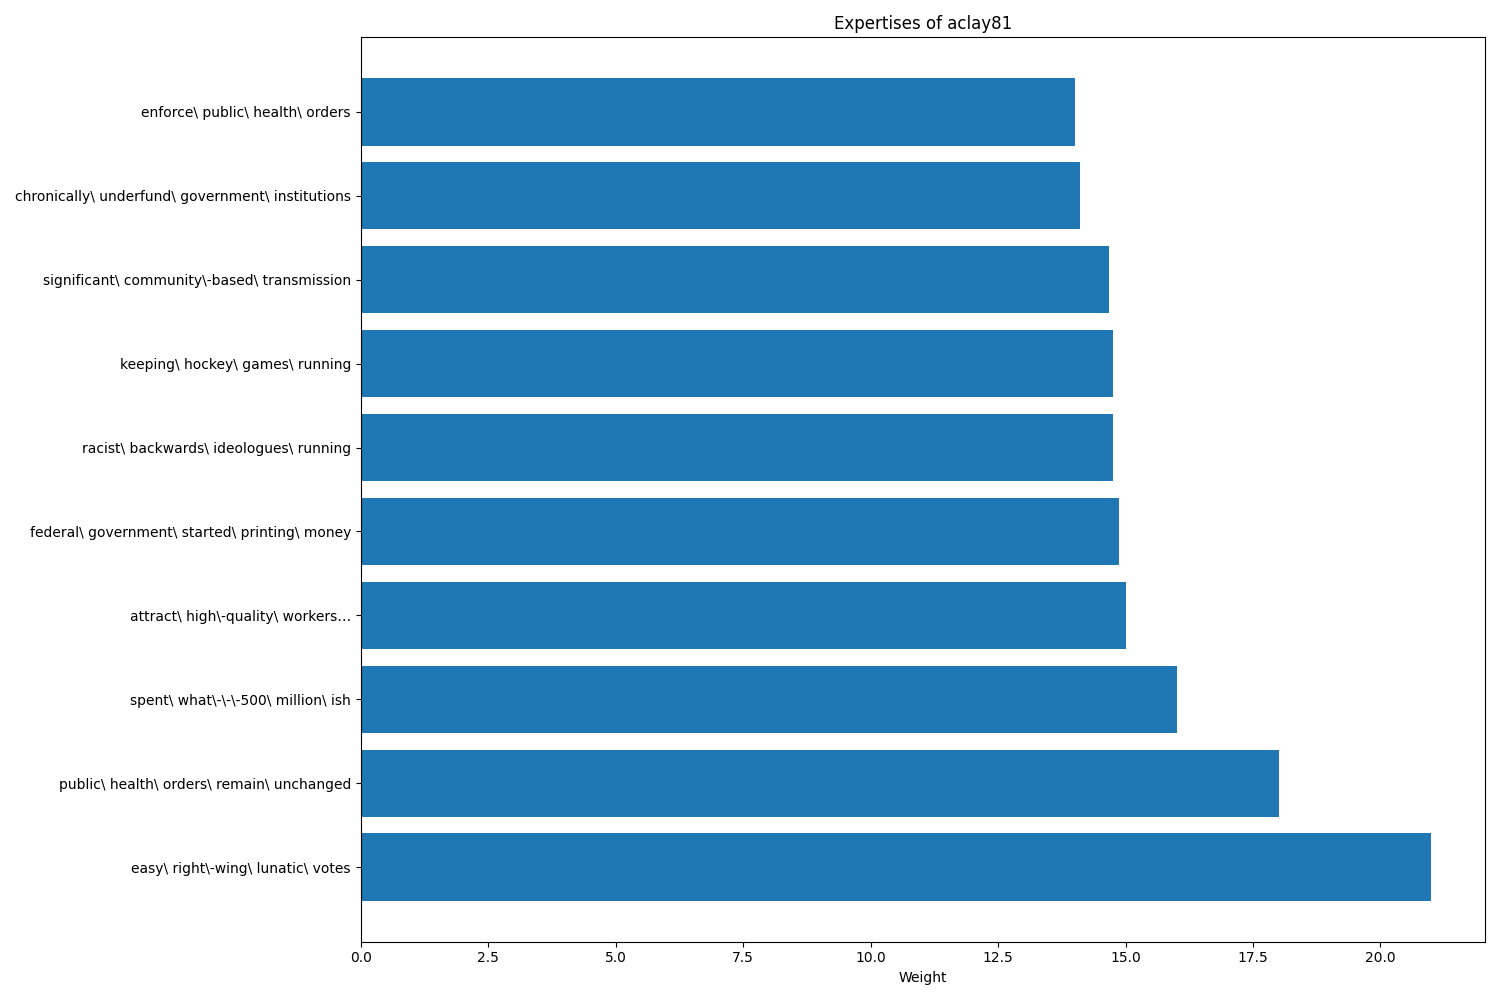 Expertises of aclay81
enforce\ public\ health\ orders
chronically\ underfund\ government\ institutions
significant\ community\-based\ transmission
keeping\ hockey\ games\ running
racist\ backwards\ ideologues\ running
federal\ government\ started\ printing\ money
attract\ high\-quality\ workers…
spent\ what\-\-\-500\ million\ ish
public\ health\ orders\ remain\ unchanged
easy\ right\-wing\ lunatic\ votes
0.0 2.5 5.0 7.5 10.0 12.5 15.0 17.5 20.0
Weight